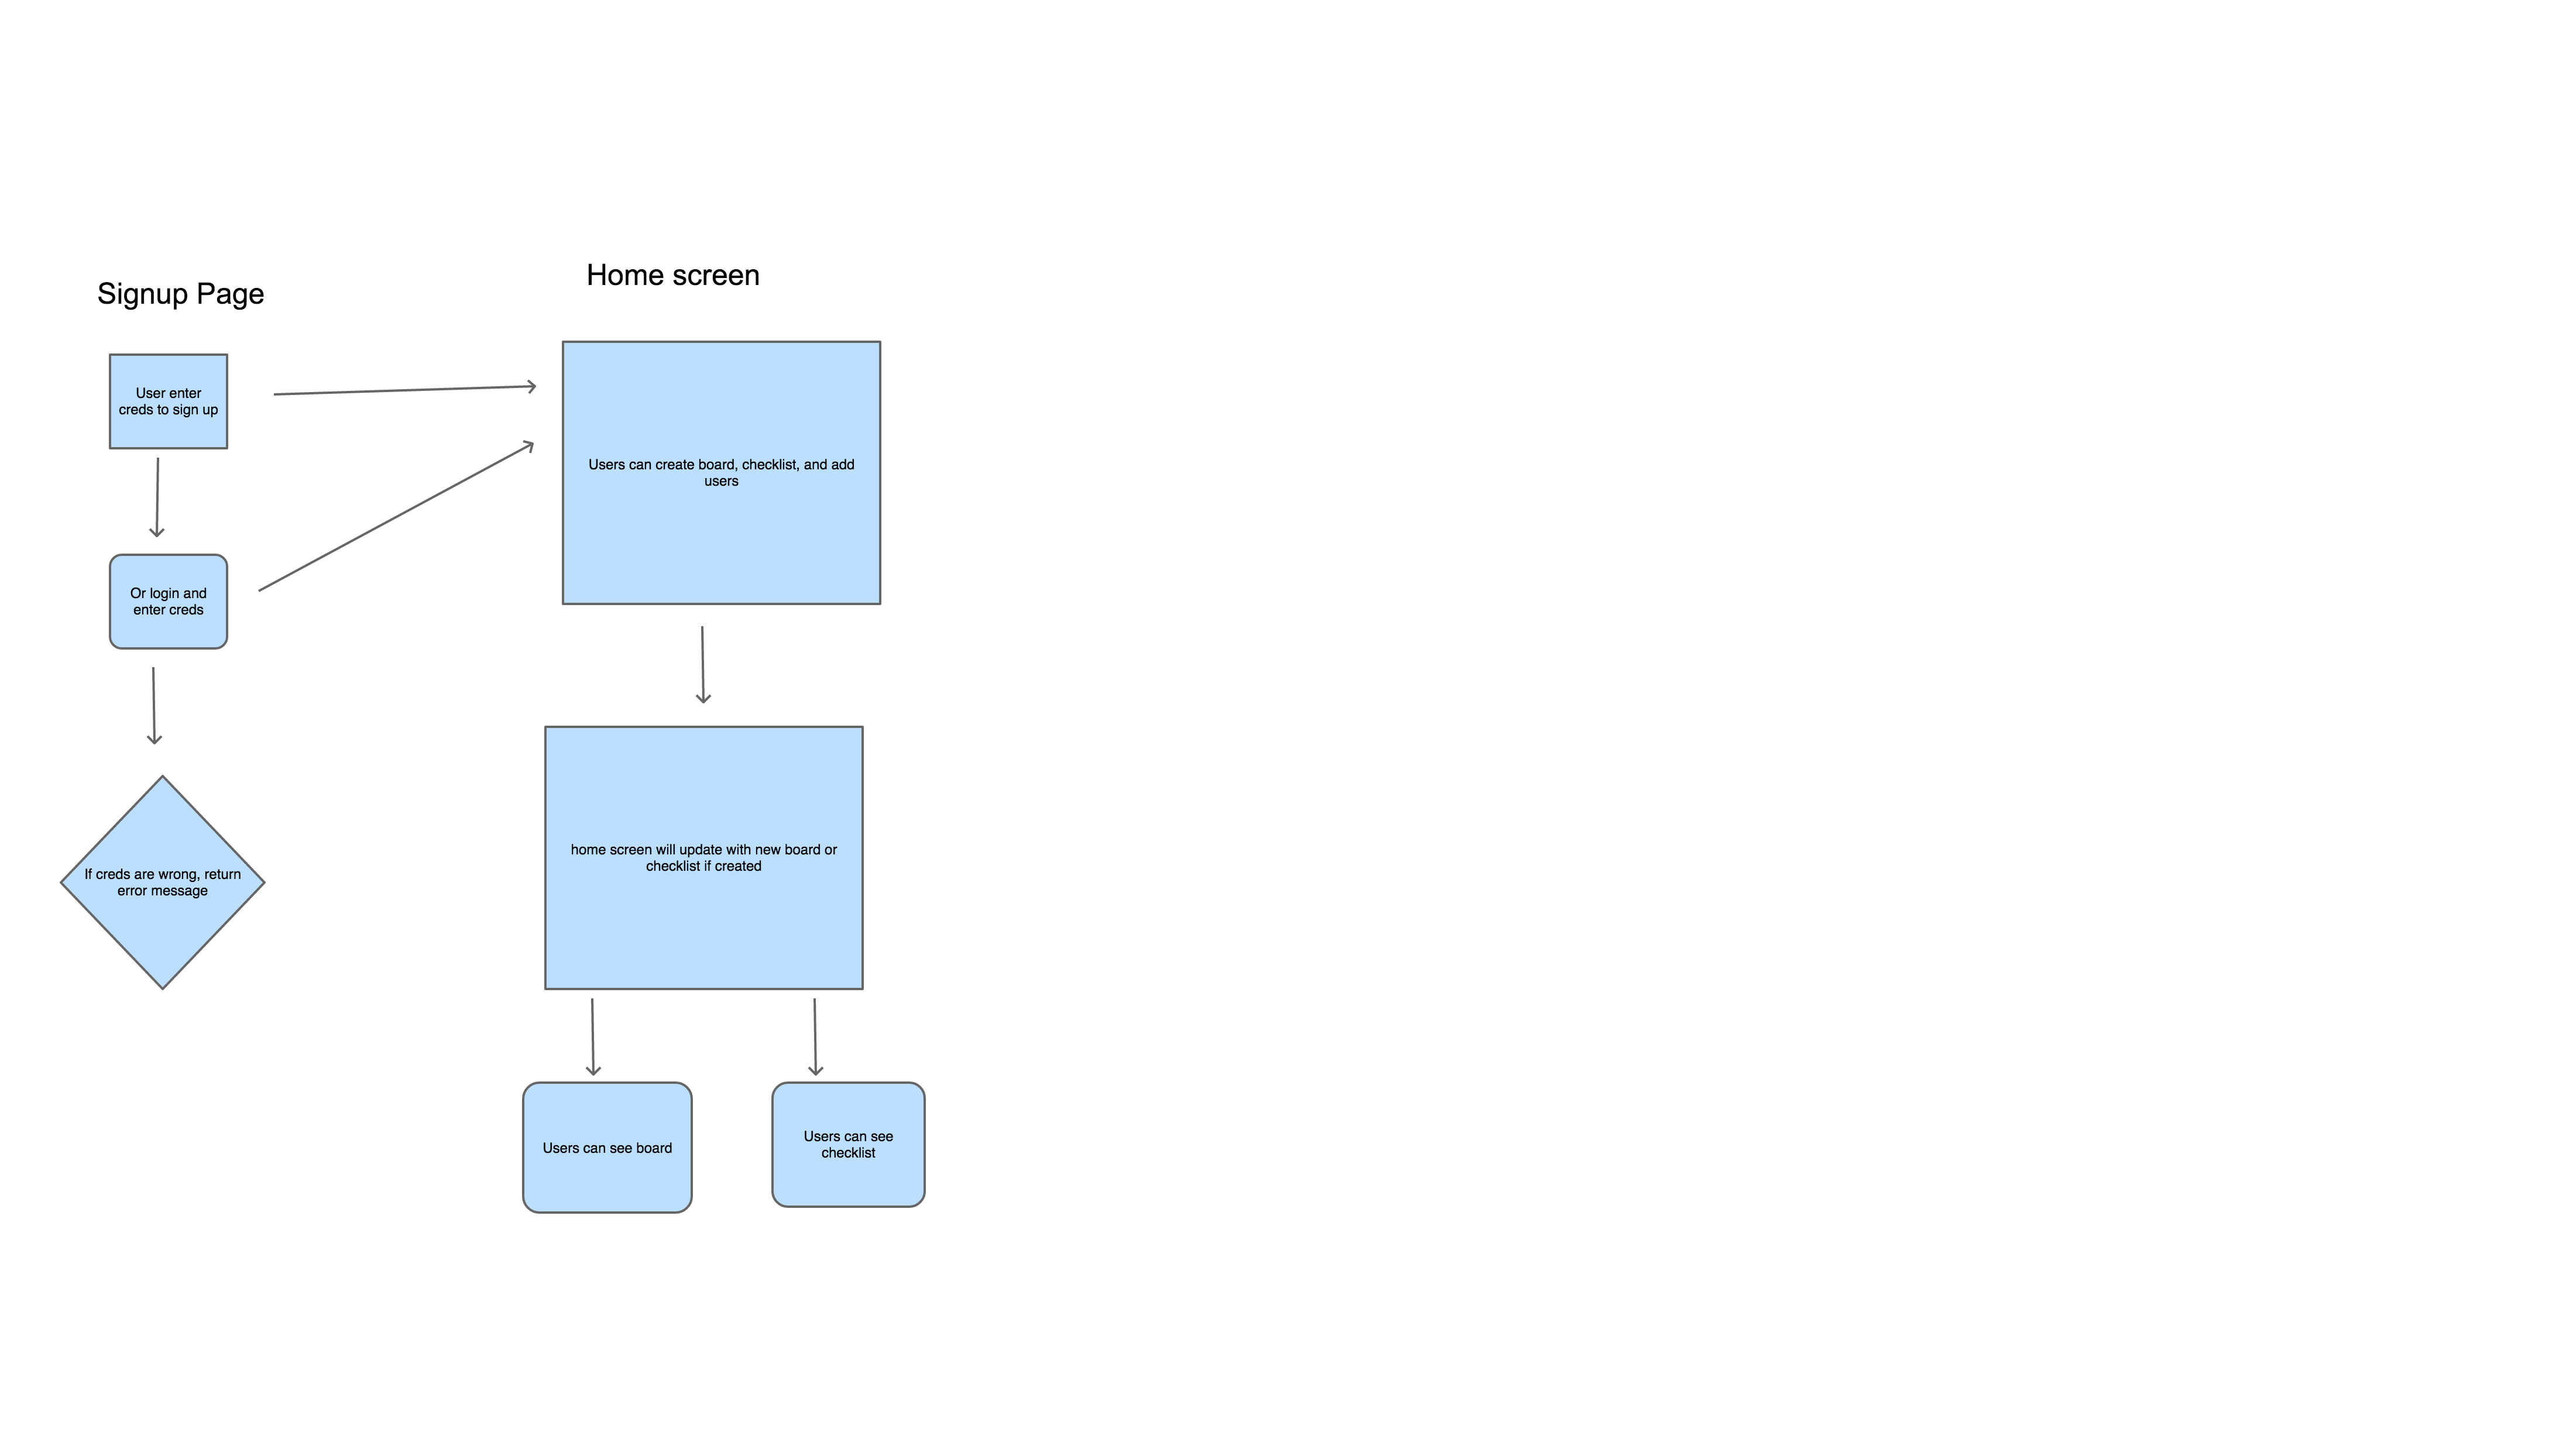 Signup Page
User enter
creds to sign up
Or login and
enter creds
If creds are wrong, return
error message
Home screen
Users can create board, checklist, and add
users
home screen will update with new board or
checklist if created
Users can see board
Users can see
checklist